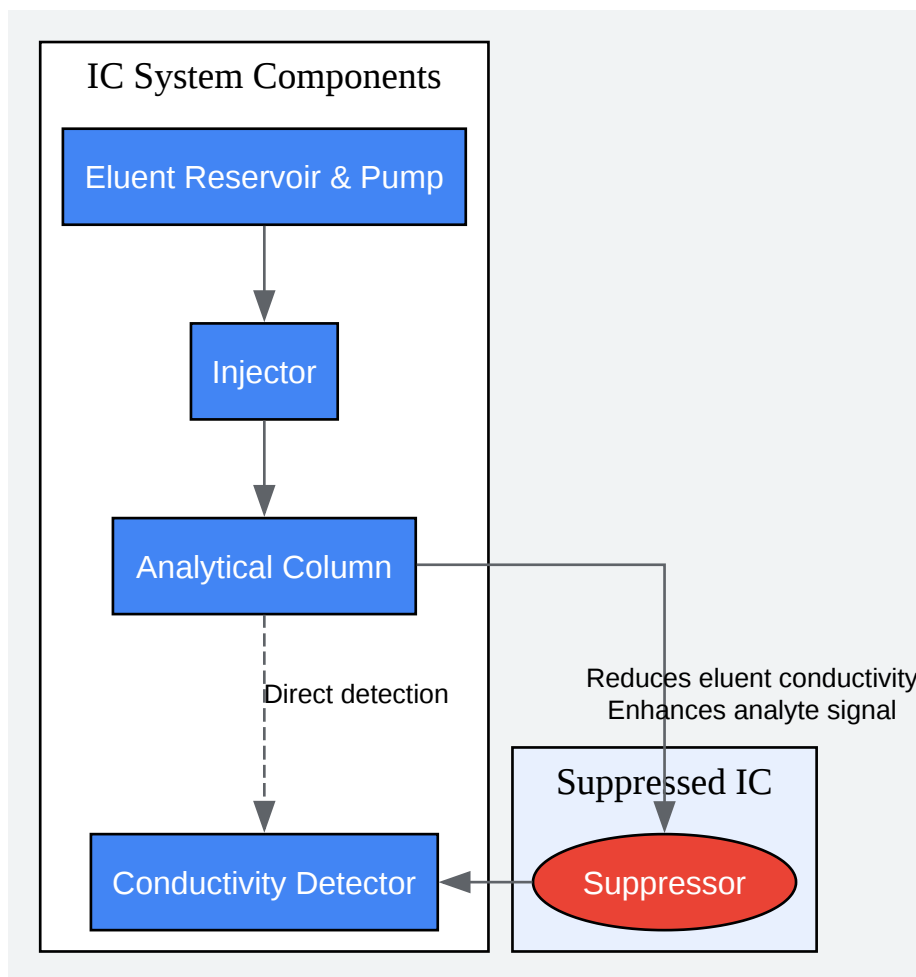 IC System Components
Eluent Reservoir & Pump
Injector
Analytical Column
Direct detection
Reduces eluent conductivity
Enhances analyte signal
Suppressed IC
Conductivity Detector
Suppressor